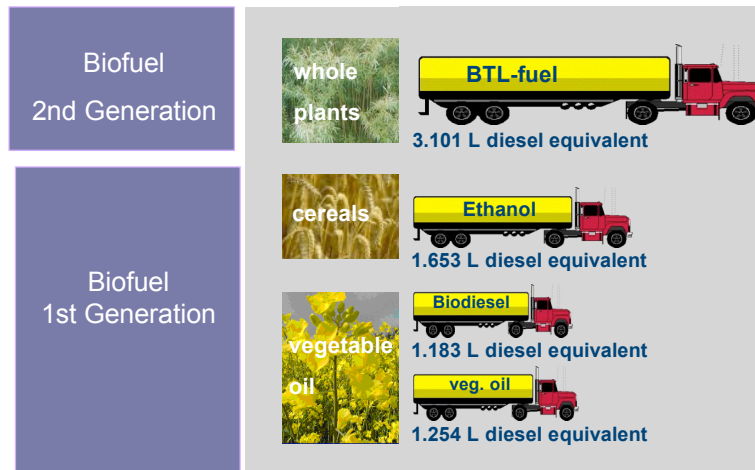 Biofuel
2nd Generation
whole
plants
BTL-fuel
3.101 L diesel equivalent
Biofuel
1st Generation
cereals
Ethanol
1.653 L diesel equivalent
vegetable
oil
Biodiesel
1.183 L diesel equivalent
veg. oil
1.254 L diesel equivalent